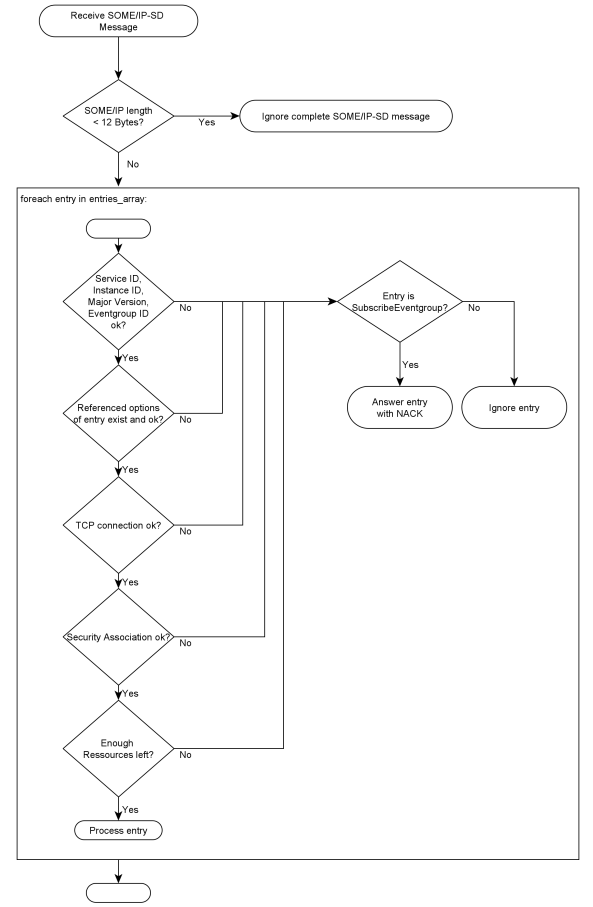 Receive SOME/IP-SD
Message
SOME/IP length
< 12 Bytes?
Yes
Ignore complete SOME/IP-SD message
No
foreach entry in entries_array:
Service ID,
Instance ID,
Major Version,
Eventgroup ID
ok?
No
Yes
Entry is
SubscribeEventgroup?
No
Yes
Answer entry
with NACK
Ignore entry
Referenced options
of entry exist and ok?
No
Yes
TCP connection ok?
No
Yes
Security Association ok?
No
Yes
Enough
Ressources left?
No
Yes
Process entry